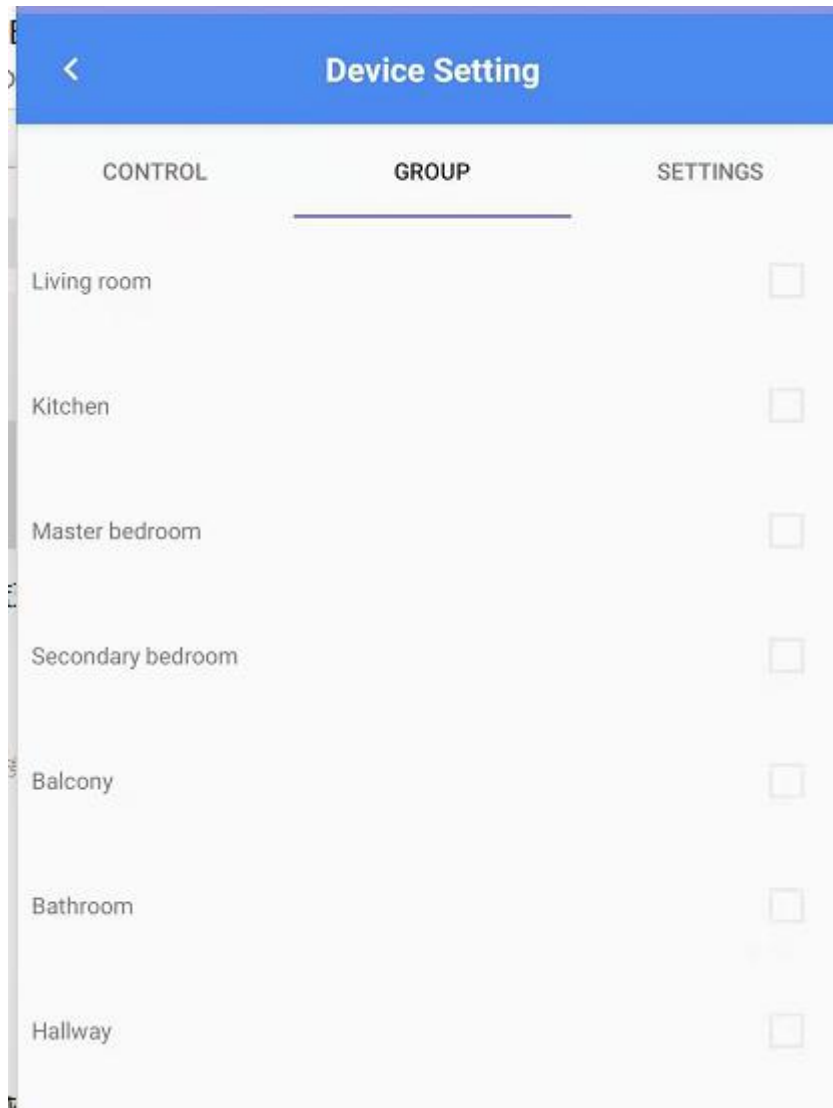 Device Setting
CONTROL GROUP SETTINGS
Living room
Kitchen
Master bedroom
Secondary bedroom
Balcony
Bathroom
Hallway